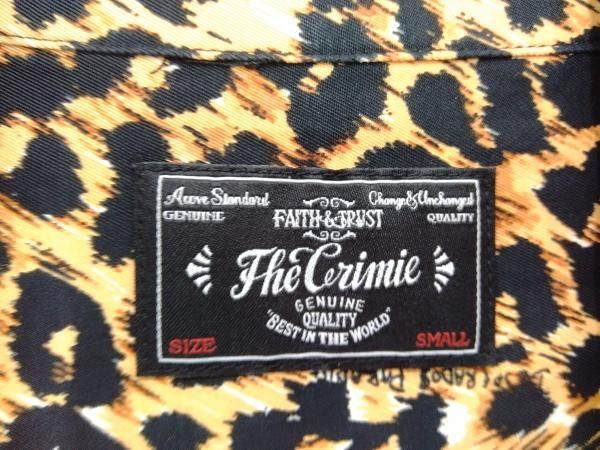 Above Standard
GENUINE
FAITH & TRUST
Change & Unchanged
QUALITY
The Crimie
GENUINE
QUALITY
"BEST IN THE WORLD"
SIZE
SMALL